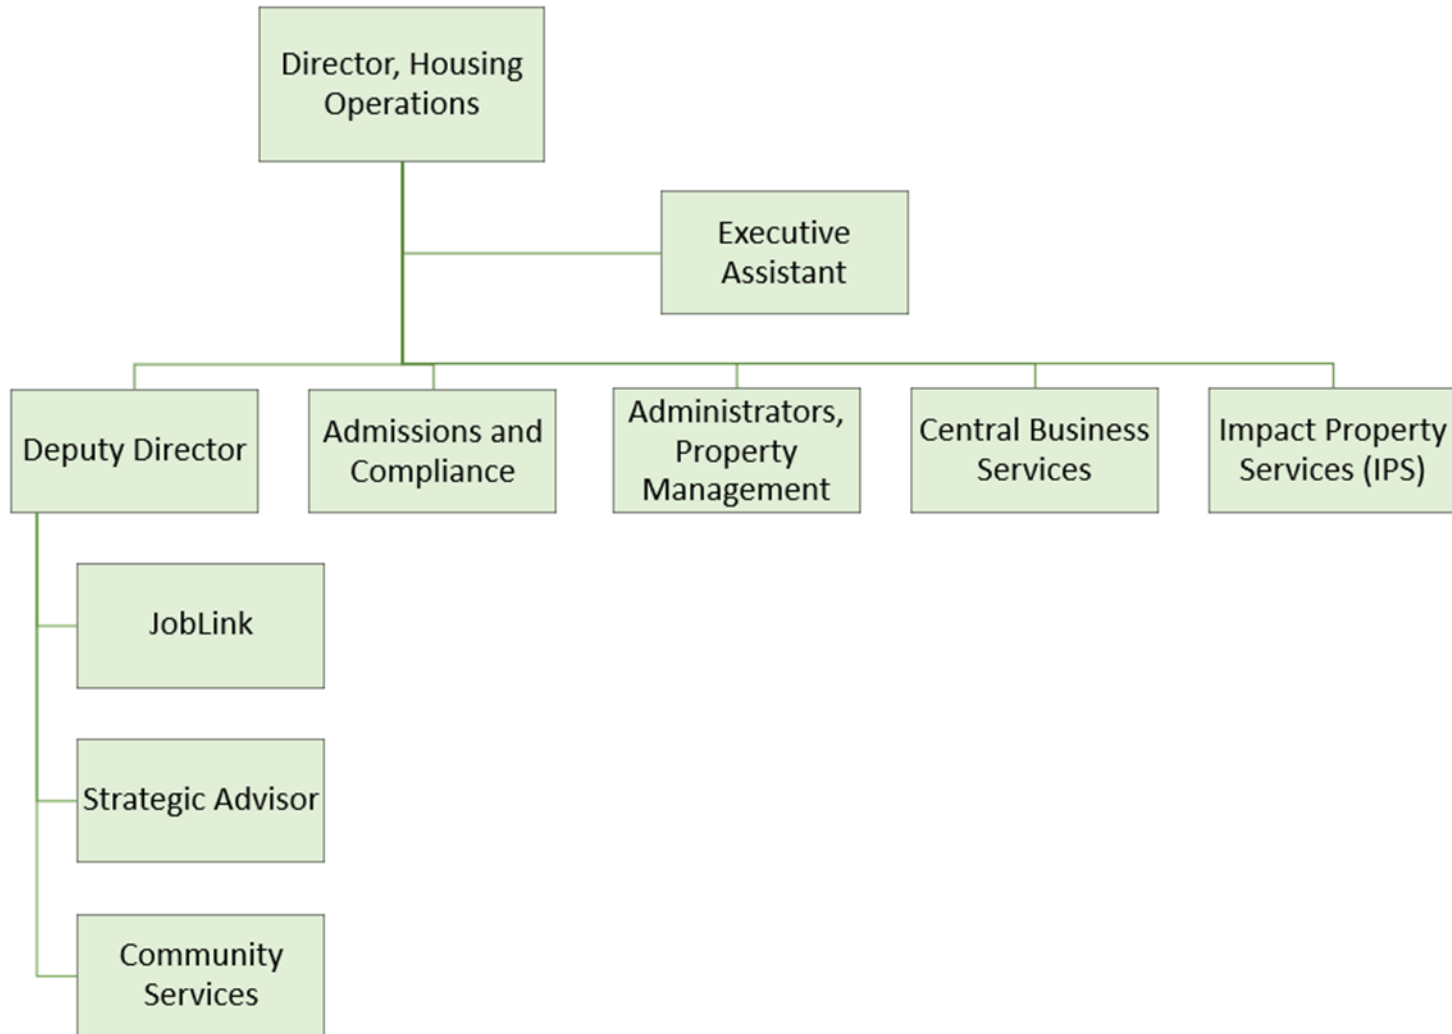 Director, Housing
Operations
Executive
Assistant
Deputy Director
Admissions and
Compliance
Administrators,
Property
Management
Central Business
Services
Impact Property
Services (IPS)
JobLink
Strategic Advisor
Community
Services